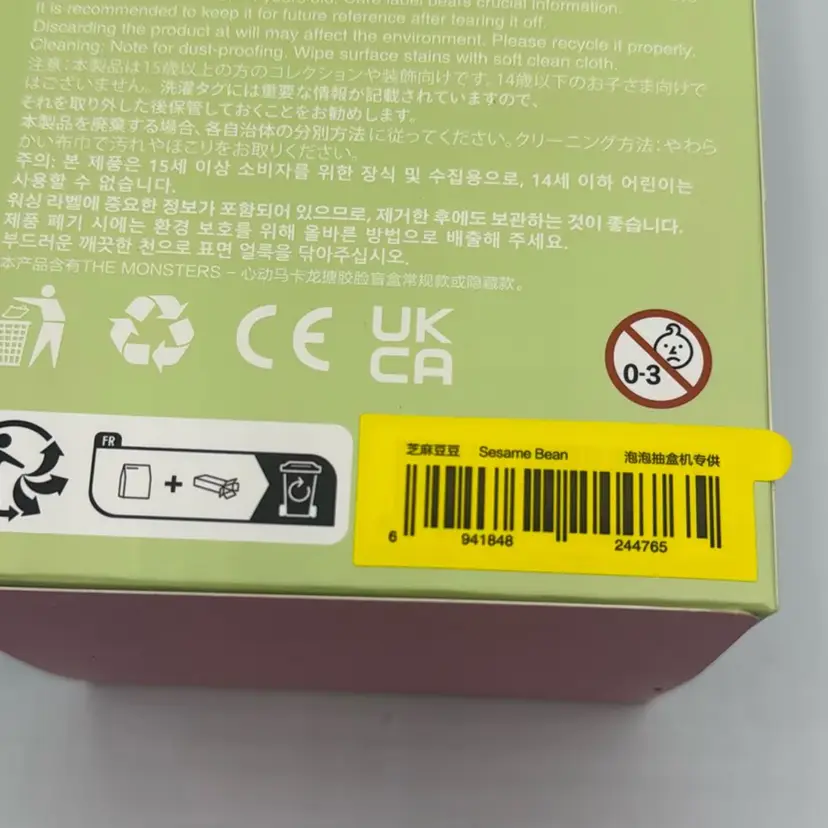 years old. Care label bears crucial information.
It is recommended to keep it for future reference after tearing it off.
Discarding the product at will may affect the environment. Please recycle it properly.
Cleaning: Note for dust-proofing. Wipe surface stains with soft clean cloth.
注意：本製品は15歳以上の方のコレクションや装飾向けです。14歳以下のお子さま向けで
はございません。洗濯タグには重要な情報が記載されていますので、
それを取り外した後保管しておくことをお勧めします。
本製品を廃棄する場合、各自治体の分別方法に従ってください。クリーニング方法：やわら
かい布巾で汚れやほこりをお取りください。
주의: 본 제품은 15세 이상 소비자를 위한 장식 및 수집용으로, 14세 이하 어린이는
사용할 수 없습니다.
워싱 라벨에 중요한 정보가 포함되어 있으므로, 제거한 후에도 보관하는 것이 좋습니다.
제품 폐기 시에는 환경 보호를 위해 올바른 방법으로 배출해 주세요.
부드러운 깨끗한 천으로 표면 얼룩을 닦아주십시오.
本产品含有THE MONSTERS – 心动马卡龙搪胶脸盲盒常规款或隐藏款。
CE
UK
CA
0-3
FR
芝麻豆豆 Sesame Bean 泡泡抽盒机专供
6 941848 244765